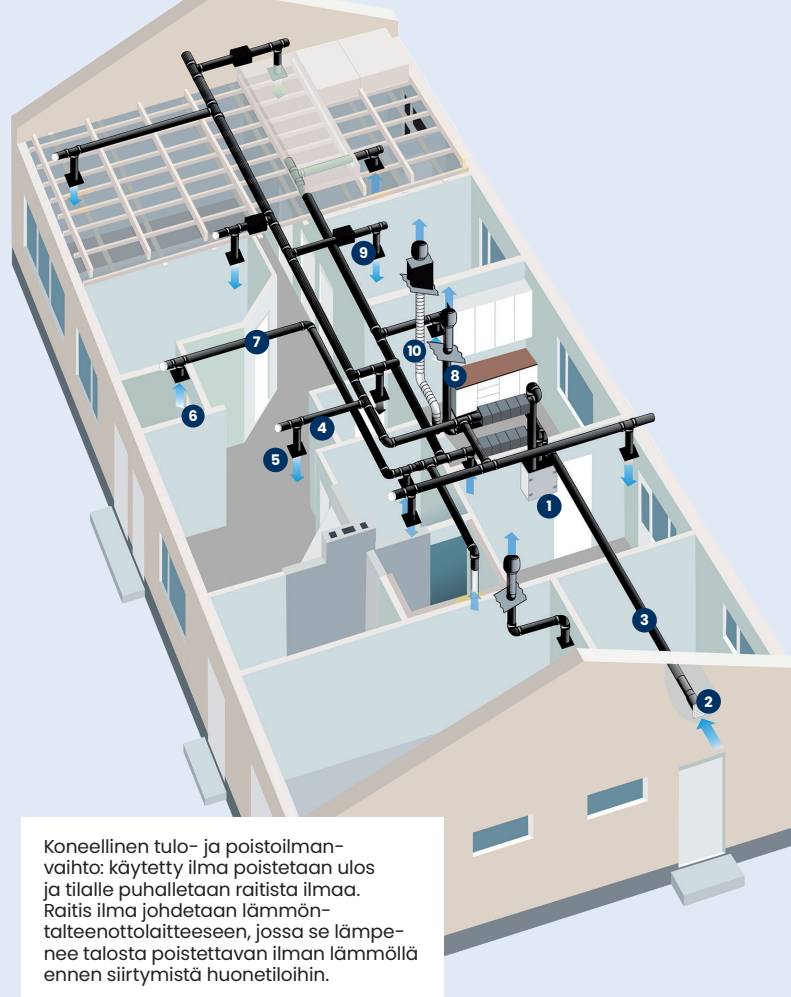 9
10
7
8
6
4
5
1
3
2
Koneellinen tulo- ja poistoilman-
vaihto: käytetty ilma poistetaan ulos
ja tilalle puhalletaan raitista ilmaa.
Raitis ilma johdetaan lämmön-
talteenottolaitteeseen, jossa se lämpe-
nee talosta poistettavan ilman lämmöllä
ennen siirtymistä huonetiloihin.